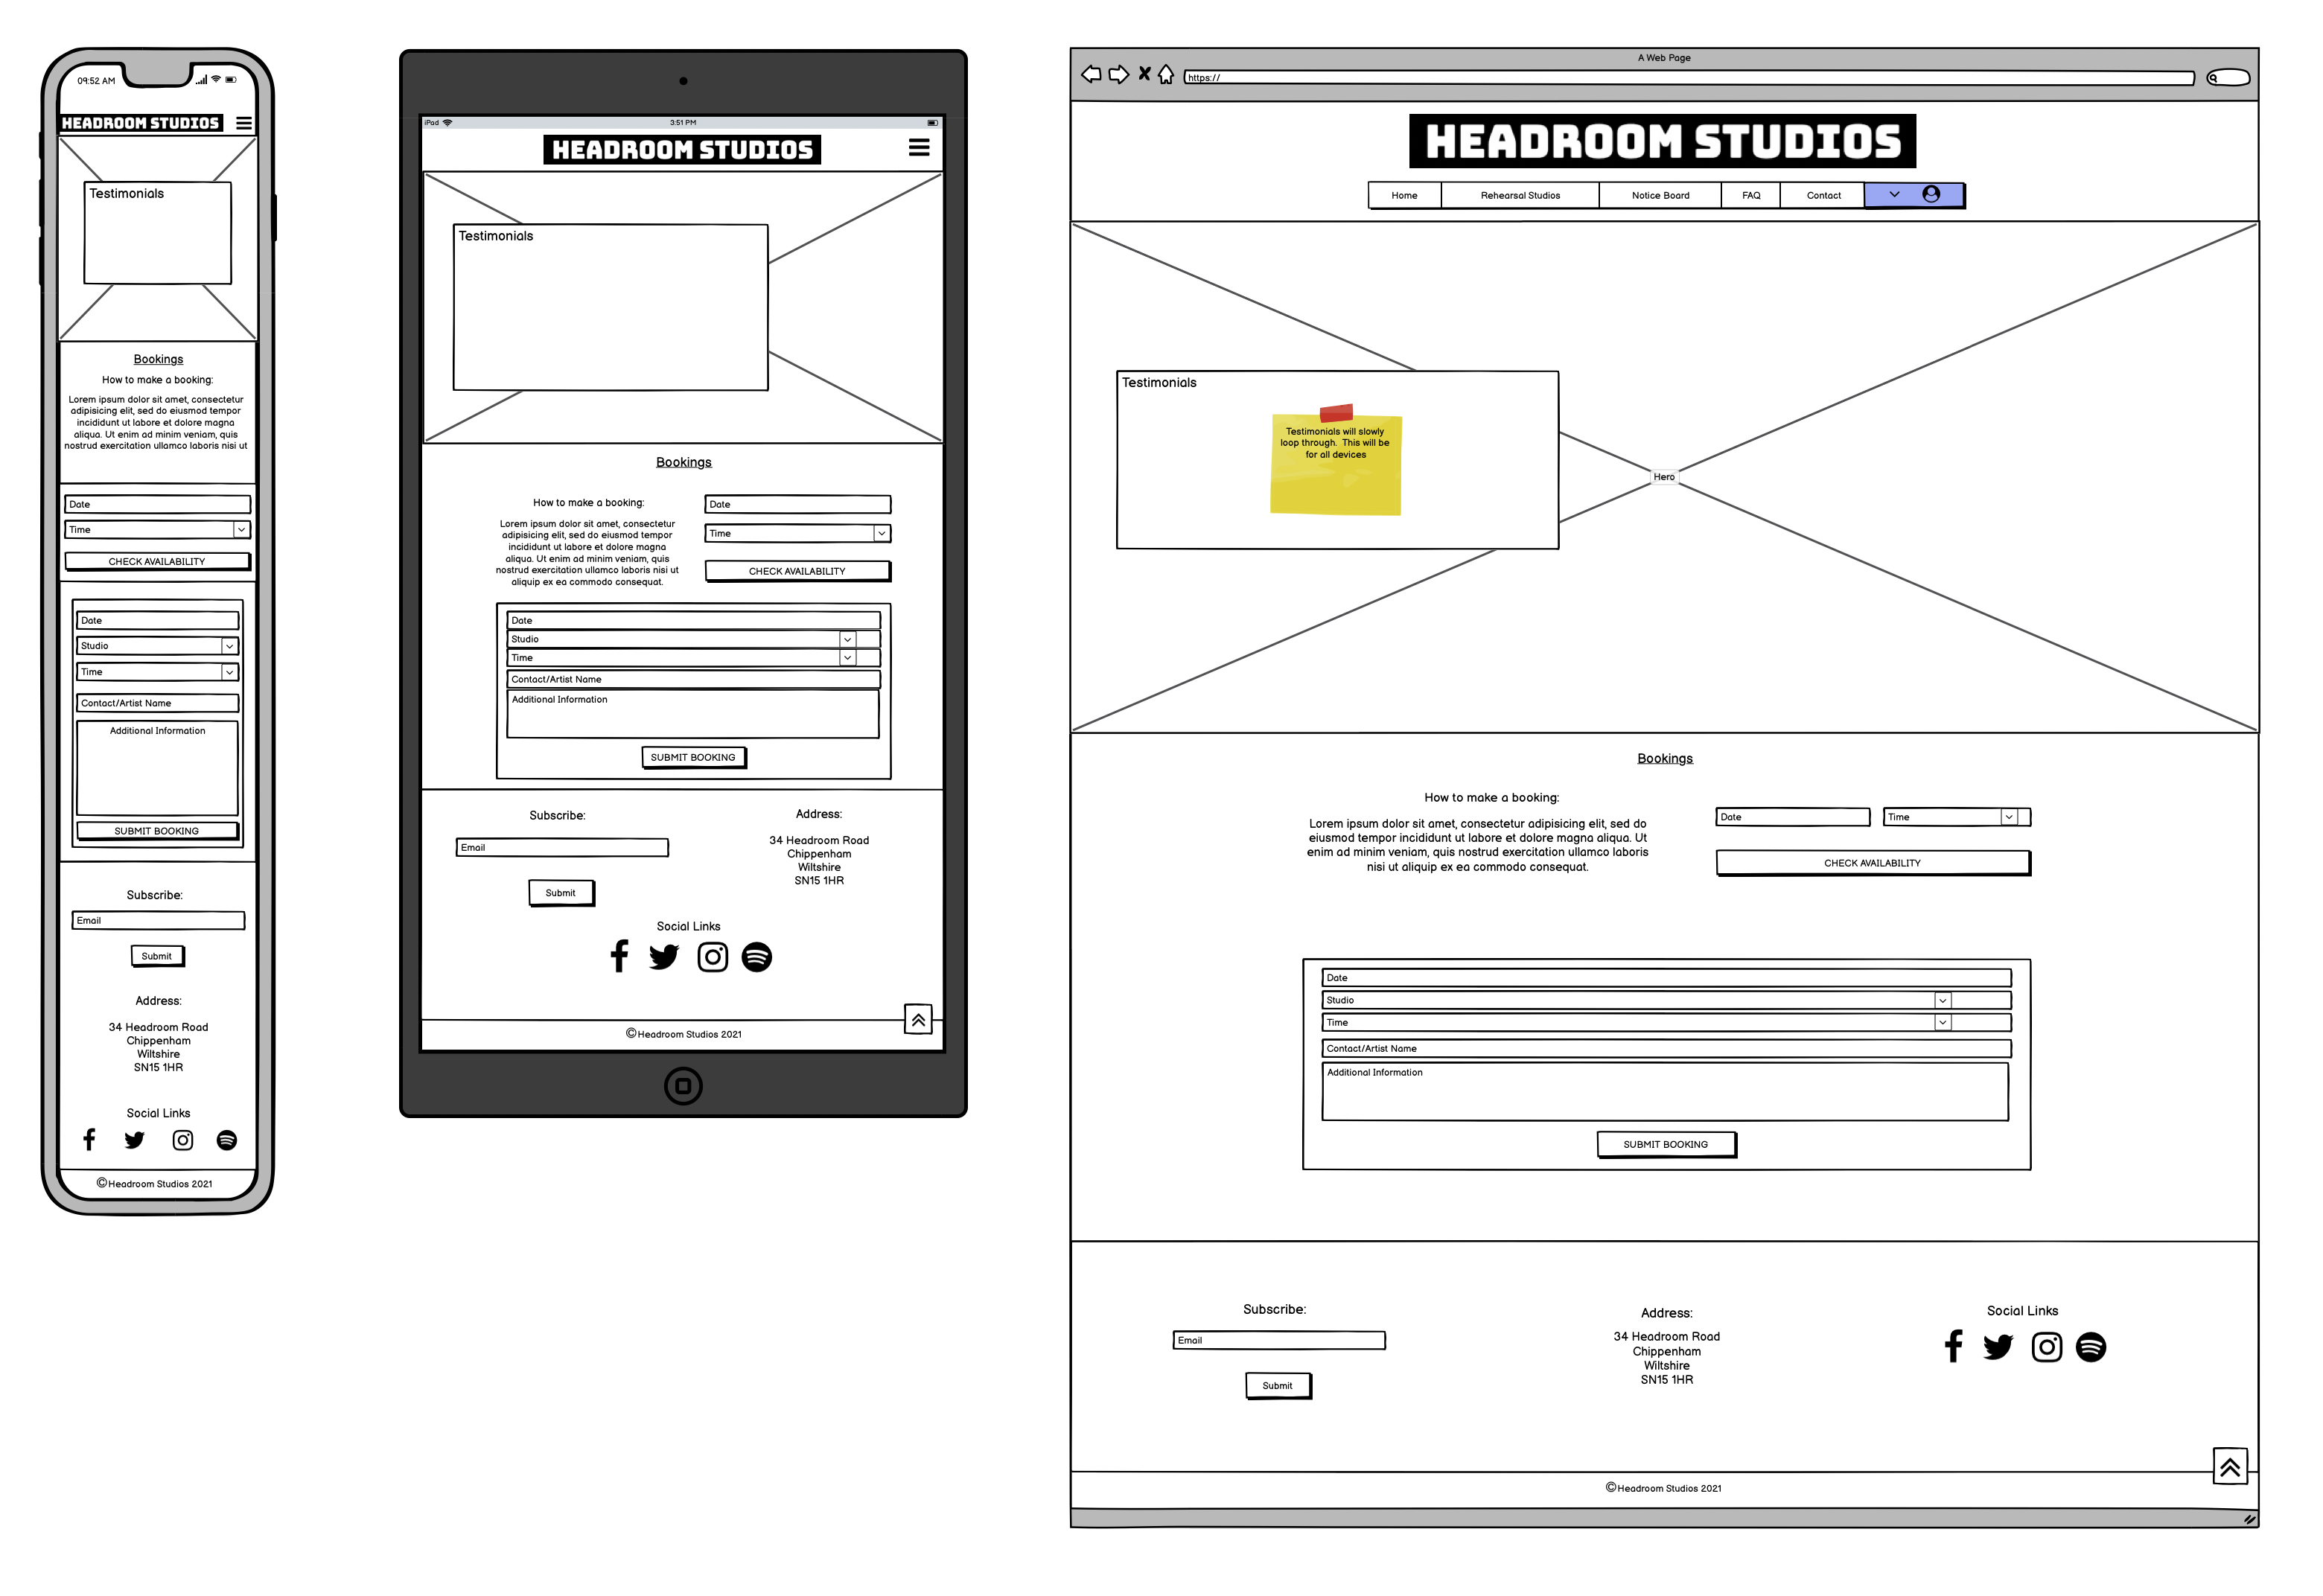 09:52 AM
HEADROOM STUDIOS
Testimonials
Bookings
How to make a booking:
Lorem ipsum dolor sit amet, consectetur
adipisicing elit, sed do eiusmod tempor
incididunt ut labore et dolore magna
aliqua. Ut enim ad minim veniam, quis
nostrud exercitation ullamco laboris nisi ut
Date
Time
CHECK AVAILABILITY
Date
Studio
Time
Contact/Artist Name
Additional Information
SUBMIT BOOKING
Subscribe:
Email
Submit
Address:
34 Headroom Road
Chippenham
Wiltshire
SN15 1HR
Social Links
©Headroom Studios 2021
iPad
3:51 PM
HEADROOM STUDIOS
Testimonials
Bookings
How to make a booking:
Lorem ipsum dolor sit amet, consectetur
adipisicing elit, sed do eiusmod tempor
incididunt ut labore et dolore magna
aliqua. Ut enim ad minim veniam, quis
nostrud exercitation ullamco laboris nisi ut
aliquip ex ea commodo consequat.
Date
Time
CHECK AVAILABILITY
Date
Studio
Time
Contact/Artist Name
Additional Information
SUBMIT BOOKING
Subscribe:
Email
Submit
Address:
34 Headroom Road
Chippenham
Wiltshire
SN15 1HR
Social Links
©Headroom Studios 2021
A Web Page
https://
HEADROOM STUDIOS
Home
Rehearsal Studios
Notice Board
FAQ
Contact
Testimonials
Testimonials will slowly
loop through. This will be
for all devices
Hero
Bookings
How to make a booking:
Lorem ipsum dolor sit amet, consectetur adipisicing elit, sed do
eiusmod tempor incididunt ut labore et dolore magna aliqua. Ut
enim ad minim veniam, quis nostrud exercitation ullamco laboris
nisi ut aliquip ex ea commodo consequat.
Date
Time
CHECK AVAILABILITY
Date
Studio
Time
Contact/Artist Name
Additional Information
SUBMIT BOOKING
Subscribe:
Email
Submit
Address:
34 Headroom Road
Chippenham
Wiltshire
SN15 1HR
Social Links
©Headroom Studios 2021